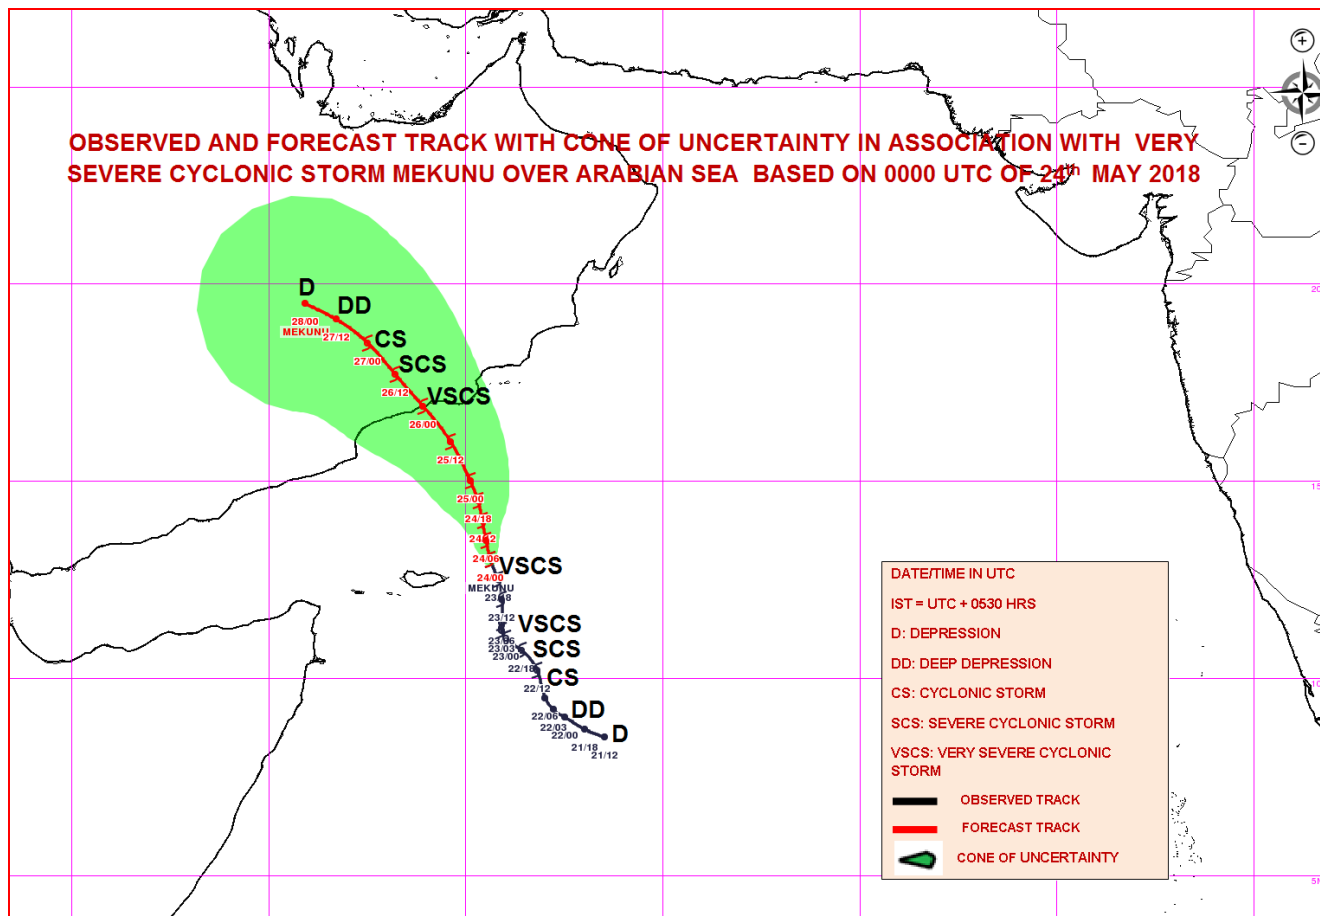 OBSERVED AND FORECAST TRACK WITH CONE OF UNCERTAINTY IN ASSOCIATION WITH VERY
SEVERE CYCLONIC STORM MEKUNU OVER ARABIAN SEA BASED ON 0000 UTC OF 24th MAY 2018
20
D
DD
28/00
MEKUNU
27/12
CS
27/00
SCS
26/12
VSCS
26/00
25/12
15
25/00
24/18
24/12
24/06
VSCS
24/00
MEKUNU
23/18
23/12
VSCS
23/06
23/03
SCS
23/00
22/18
CS
10
22/12
DD
22/06
22/03
22/00
D
21/18
21/12
DATE/TIME IN UTC
IST = UTC + 0530 HRS
D: DEPRESSION
DD: DEEP DEPRESSION
CS: CYCLONIC STORM
SCS: SEVERE CYCLONIC STORM
VSCS: VERY SEVERE CYCLONIC
STORM
OBSERVED TRACK
FORECAST TRACK
CONE OF UNCERTAINTY
5N